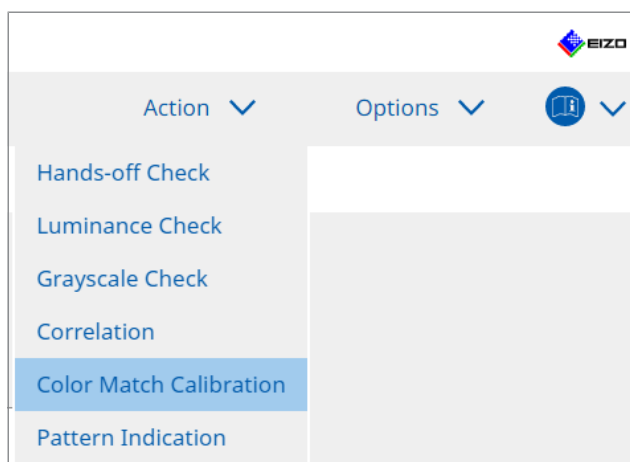 EIZO
Action
Options
Hands-off Check
Luminance Check
Grayscale Check
Correlation
Color Match Calibration
Pattern Indication